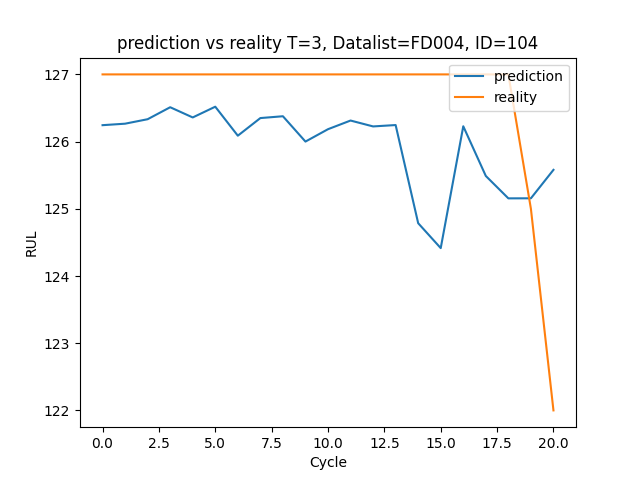 prediction vs reality T=3, Datalist=FD004, ID=104
prediction
reality
127
126
125
124
123
122
RUL
0.0 2.5 5.0 7.5 10.0 12.5 15.0 17.5 20.0
Cycle